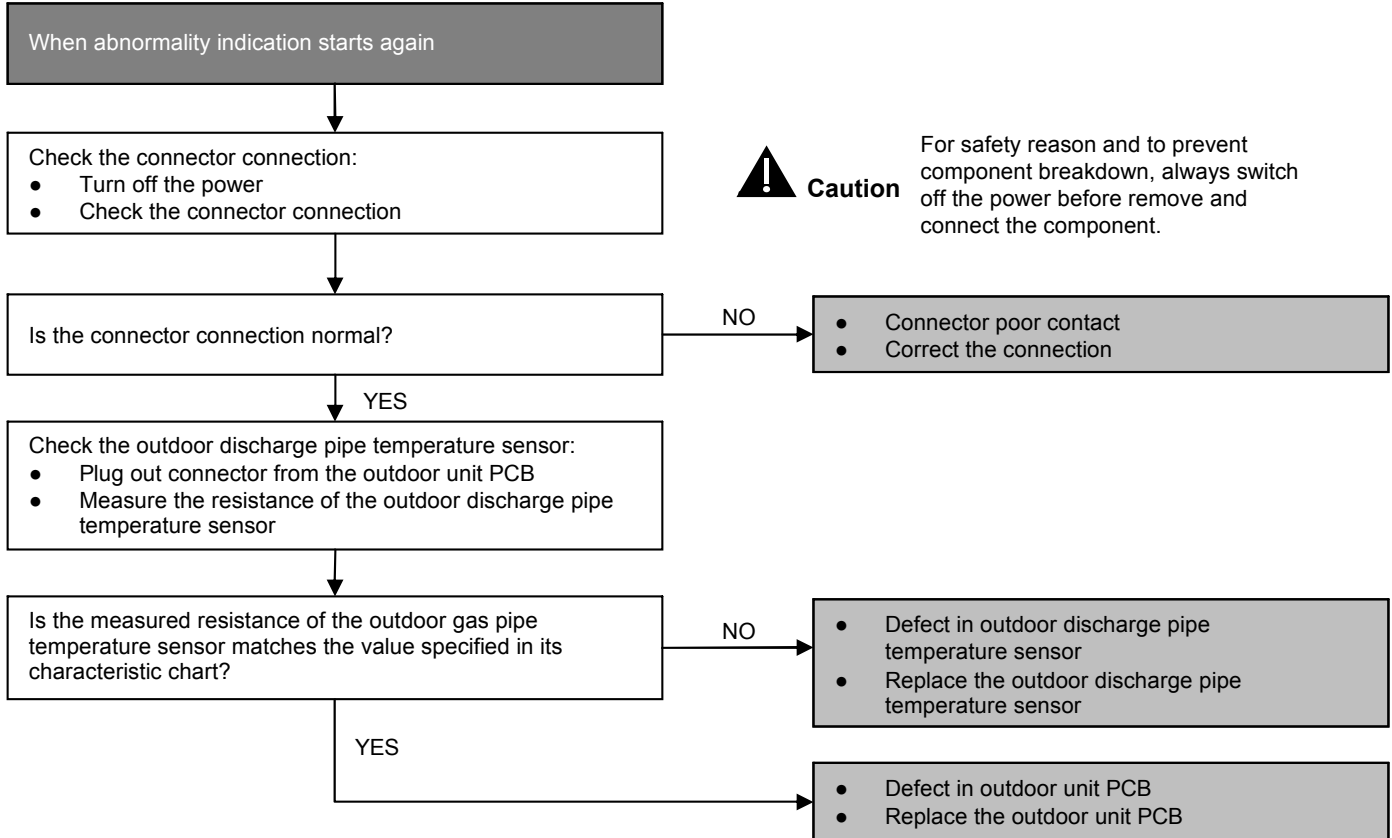 When abnormality indication starts again
Check the connector connection:
● Turn off the power
● Check the connector connection
Caution
For safety reason and to prevent
component breakdown, always switch
off the power before remove and
connect the component.
Is the connector connection normal?
NO
● Connector poor contact
● Correct the connection
YES
Check the outdoor discharge pipe temperature sensor:
● Plug out connector from the outdoor unit PCB
● Measure the resistance of the outdoor discharge pipe
temperature sensor
Is the measured resistance of the outdoor gas pipe
temperature sensor matches the value specified in its
characteristic chart?
NO
● Defect in outdoor discharge pipe
temperature sensor
● Replace the outdoor discharge pipe
temperature sensor
YES
● Defect in outdoor unit PCB
● Replace the outdoor unit PCB